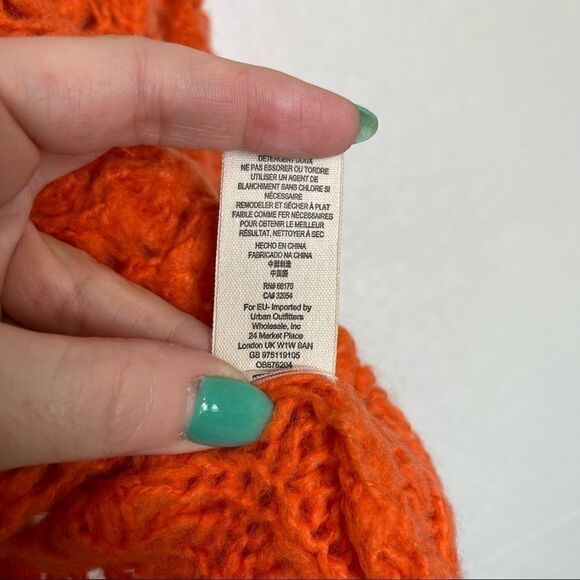 DETERGENT DOUX
NE PAS ESSORER OU TORDRE
UTILISER UN AGENT DE
BLANCHIMENT SANS CHLORE SI
NÉCESSAIRE
REMODELER ET SÉCHER À PLAT
FAIBLE COMME FER NÉCESSAIRES
POUR OBTENIR LE MEILLEUR
RÉSULTAT, NETTOYER À SEC
HECHO EN CHINA
FABRICADO NA CHINA
中國制造
中国製
RN# 66170
CA# 32054
For EU- Imported by
Urban Outfitters
Wholesale, Inc
24 Market Place
London UK W1W 8AN
GB 975119105
OB876204